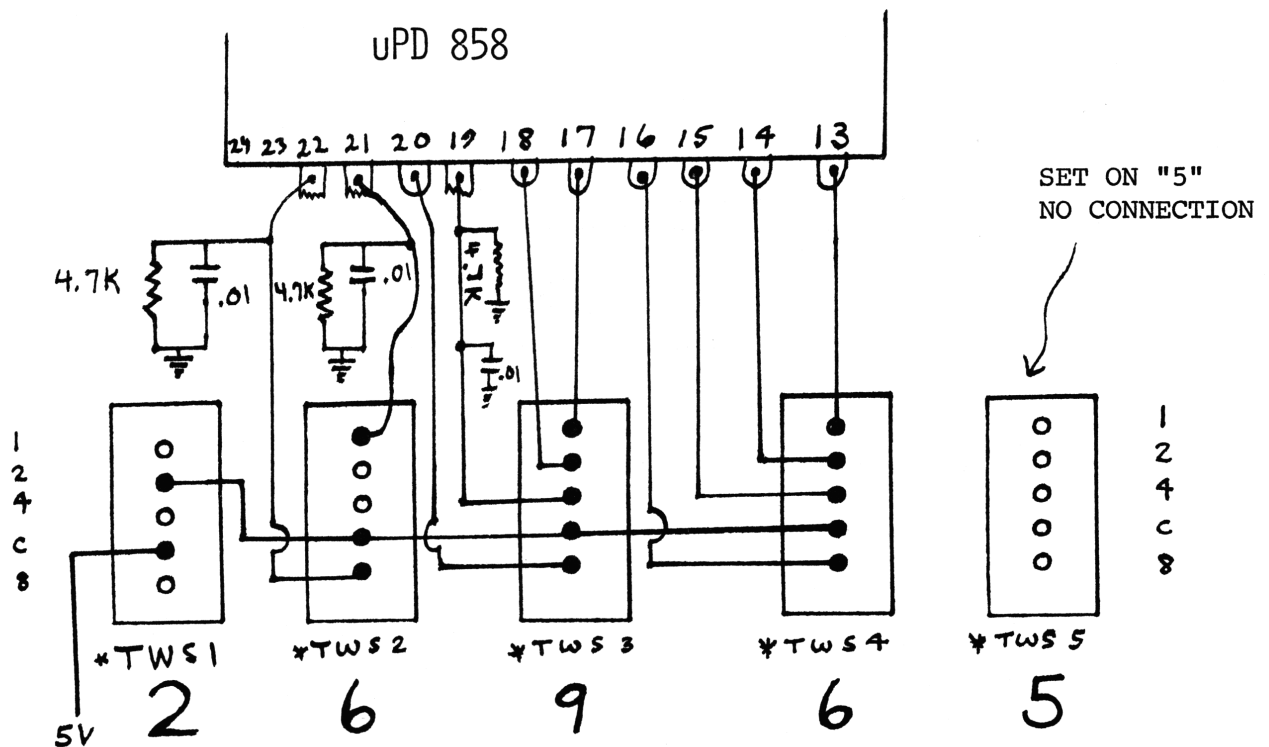 uPD 858
24 23 22 21 20 19 18 17 16 15 14 13
SET ON "5"
NO CONNECTION
4.7K
.01
4.7K
.01
4.7K
.01
1
2
4
C
8
1
2
4
C
8
*TWS1
*TWS2
*TWS3
*TWS4
*TWS5
5V
2
6
9
6
5